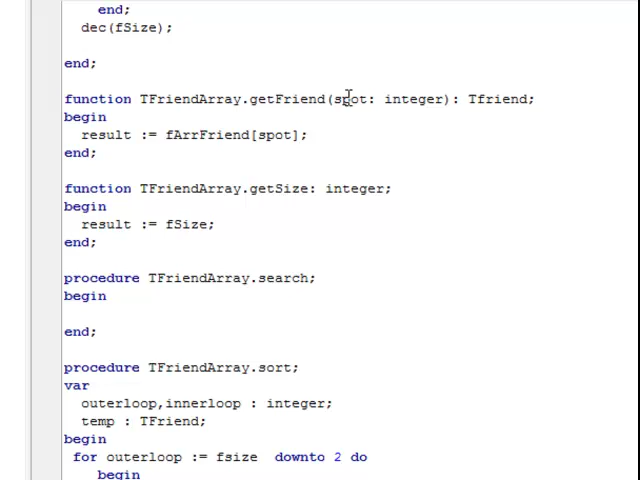 end;
dec(fSize);
end;
function TFriendArray.getFriend(spot: integer): Tfriend;
begin
result := fArrFriend[spot];
end;
function TFriendArray.getSize: integer;
begin
result := fSize;
end;
procedure TFriendArray.search;
begin
end;
procedure TFriendArray.sort;
var
outerloop,innerloop : integer;
temp : TFriend;
begin
for outerloop := fsize downto 2 do
begin